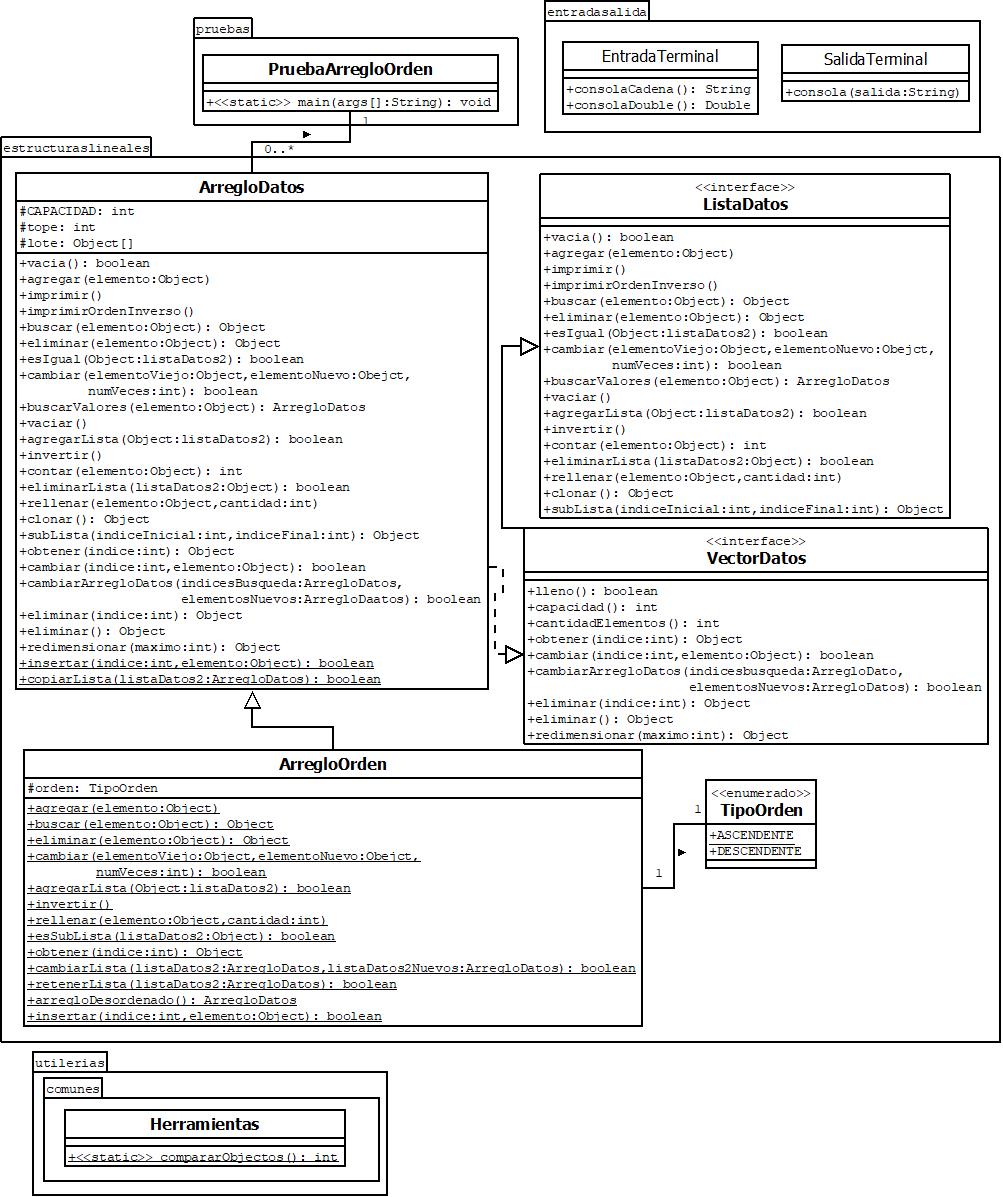 pruebas
PruebaArregloOrden
+<<static>> main(args[]:String): void
entradasalida
EntradaTerminal
+consolaCadena(): String
+consolaDouble(): Double
SalidaTerminal
+consola(salida:String)
1
0..*
estructuraslineales
ArregloDatos
#CAPACIDAD: int
#tope: int
#lote: Object[]
+vacia(): boolean
+agregar(elemento:Object)
+imprimir()
+imprimirOrdenInverso()
+buscar(elemento:Object): Object
+eliminar(elemento:Object): Object
+esIgual(Object:listaDatos2): boolean
+cambiar(elementoViejo:Object,elementoNuevo:Obejct,
numVeces:int): boolean
+buscarValores(elemento:Object): ArregloDatos
+vaciar()
+agregarLista(Object:listaDatos2): boolean
+invertir()
+contar(elemento:Object): int
+eliminarLista(listaDatos2:Object): boolean
+rellenar(elemento:Object,cantidad:int)
+clonar(): Object
+subLista(indiceInicial:int,indiceFinal:int): Object
+obtener(indice:int): Object
+cambiar(indice:int,elemento:Object): boolean
+cambiarArregloDatos(indicesBusqueda:ArregloDatos,
elementosNuevos:ArregloDaatos): boolean
+eliminar(indice:int): Object
+eliminar(): Object
+redimensionar(maximo:int): Object
+insertar(indice:int,elemento:Object): boolean
+copiarLista(listaDatos2:ArregloDatos): boolean
<<interface>>
ListaDatos
+vacia(): boolean
+agregar(elemento:Object)
+imprimir()
+imprimirOrdenInverso()
+buscar(elemento:Object): Object
+eliminar(elemento:Object): Object
+esIgual(Object:listaDatos2): boolean
+cambiar(elementoViejo:Object,elementoNuevo:Obejct,
numVeces:int): boolean
+buscarValores(elemento:Object): ArregloDatos
+vaciar()
+agregarLista(Object:listaDatos2): boolean
+invertir()
+contar(elemento:Object): int
+eliminarLista(listaDatos2:Object): boolean
+rellenar(elemento:Object,cantidad:int)
+clonar(): Object
+subLista(indiceInicial:int,indiceFinal:int): Object
<<interface>>
VectorDatos
+lleno(): boolean
+capacidad(): int
+cantidadElementos(): int
+obtener(indice:int): Object
+cambiar(indice:int,elemento:Object): boolean
+cambiarArregloDatos(indicesbusqueda:ArregloDato,
elementosNuevos:ArregloDatos): boolean
+eliminar(indice:int): Object
+eliminar(): Object
+redimensionar(maximo:int): Object
ArregloOrden
#orden: TipoOrden
+agregar(elemento:Object)
+buscar(elemento:Object): Object
+eliminar(elemento:Object): Object
+cambiar(elementoViejo:Object,elementoNuevo:Obejct,
numVeces:int): boolean
+agregarLista(Object:listaDatos2): boolean
+invertir()
+rellenar(elemento:Object,cantidad:int)
+esSubLista(listaDatos2:Object): boolean
+obtener(indice:int): Object
+cambiarLista(listaDatos2:ArregloDatos,listaDatos2Nuevos:ArregloDatos): boolean
+retenerLista(listaDatos2:ArregloDatos): boolean
+arregloDesordenado(): ArregloDatos
+insertar(indice:int,elemento:Object): boolean
1
1
<<enumerado>>
TipoOrden
+ASCENDENTE
+DESCENDENTE
utilerias
comunes
Herramientas
+<<static>> compararObjectos(): int